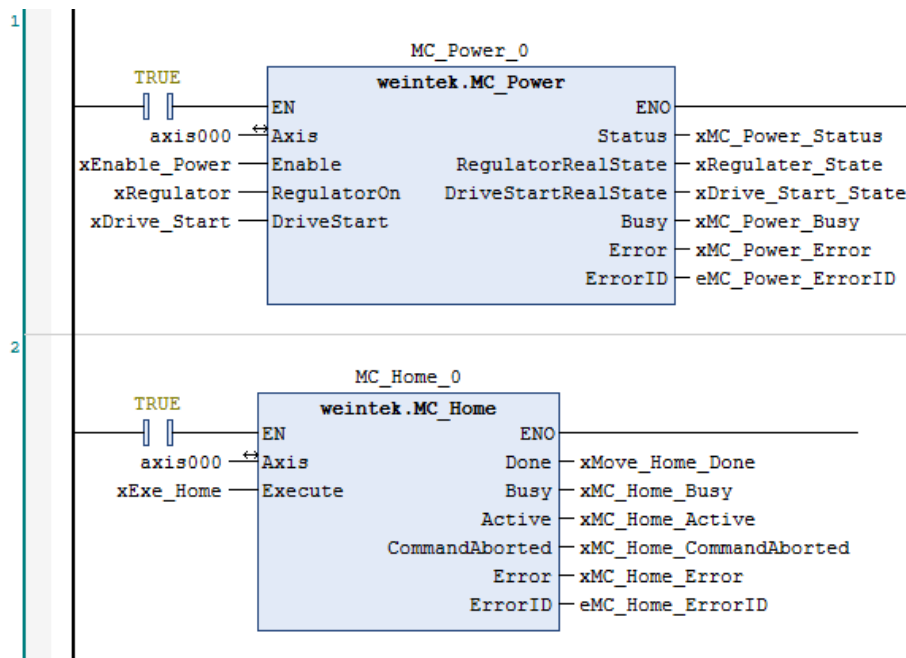 1
MC_Power_0
TRUE
weintek.MC_Power
EN ENO
axis000 Axis Status xMC_Power_Status
xEnable_Power Enable RegulatorRealState xRegulater_State
xRegulator RegulatorOn DriveStartRealState xDrive_Start_State
xDrive_Start DriveStart Busy xMC_Power_Busy
Error xMC_Power_Error
ErrorID eMC_Power_ErrorID
2
MC_Home_0
TRUE
weintek.MC_Home
EN ENO
axis000 Axis Done xMove_Home_Done
xExe_Home Execute Busy xMC_Home_Busy
Active xMC_Home_Active
CommandAborted xMC_Home_CommandAborted
Error xMC_Home_Error
ErrorID eMC_Home_ErrorID